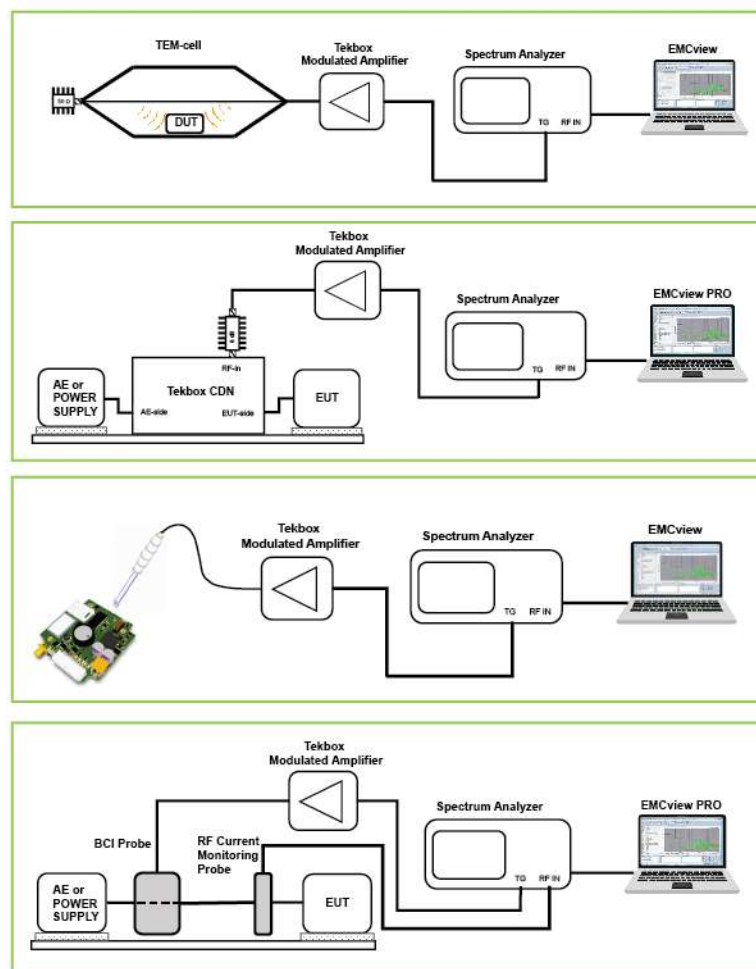 TEM-cell
Tekbox
Modulated Amplifier
Spectrum Analyzer
EMCview
50 Ω
DUT
TG
RF IN
Tekbox
Modulated Amplifier
Spectrum Analyzer
EMCview PRO
6 dB
RF-in
TG
RF IN
AE or
POWER
SUPPLY
Tekbox CDN
AE-side
EUT-side
EUT
Tekbox
Modulated Amplifier
Spectrum Analyzer
EMCview
TG
RF IN
Tekbox
Modulated Amplifier
Spectrum Analyzer
EMCview PRO
BCI Probe
RF Current
Monitoring
Probe
TG
RF IN
AE or
POWER
SUPPLY
EUT